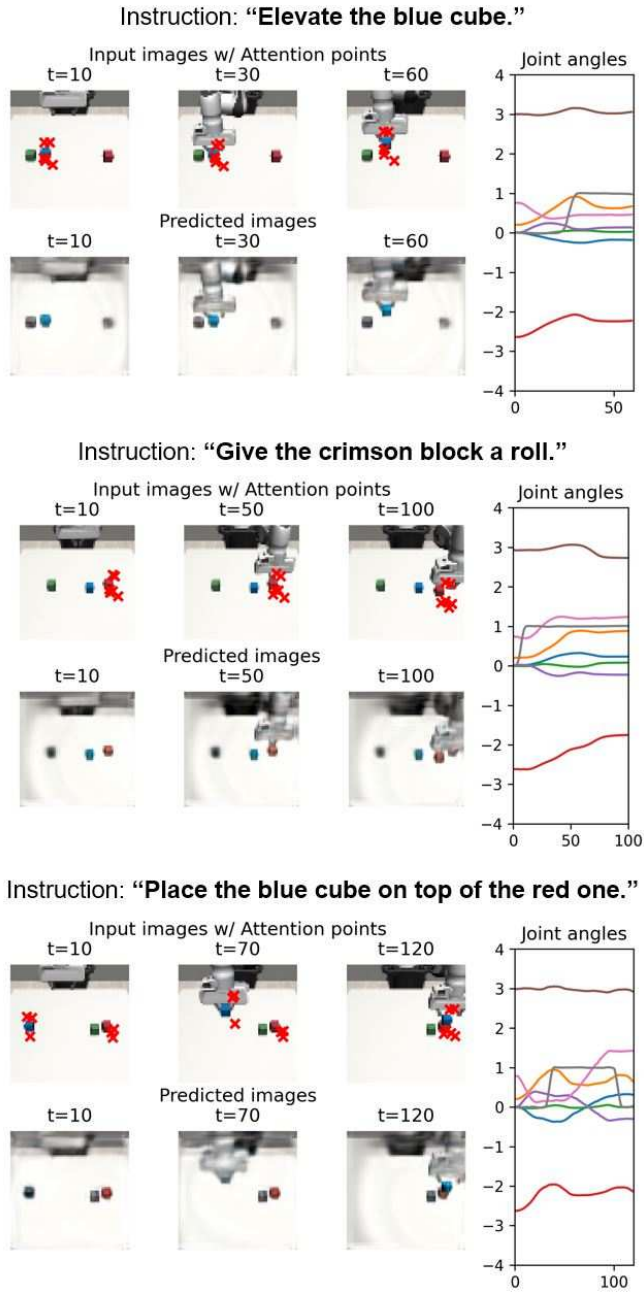 Instruction: “Elevate the blue cube.”
Input images w/ Attention points
t=10 t=30 t=60
Predicted images
t=10 t=30 t=60
Joint angles
4
3
2
1
0
−1
−2
−3
−4
0 50
Instruction: “Give the crimson block a roll.”
Input images w/ Attention points
t=10 t=50 t=100
Predicted images
t=10 t=50 t=100
Joint angles
4
3
2
1
0
−1
−2
−3
−4
0 50 100
Instruction: “Place the blue cube on top of the red one.”
Input images w/ Attention points
t=10 t=70 t=120
Predicted images
t=10 t=70 t=120
Joint angles
4
3
2
1
0
−1
−2
−3
−4
0 100